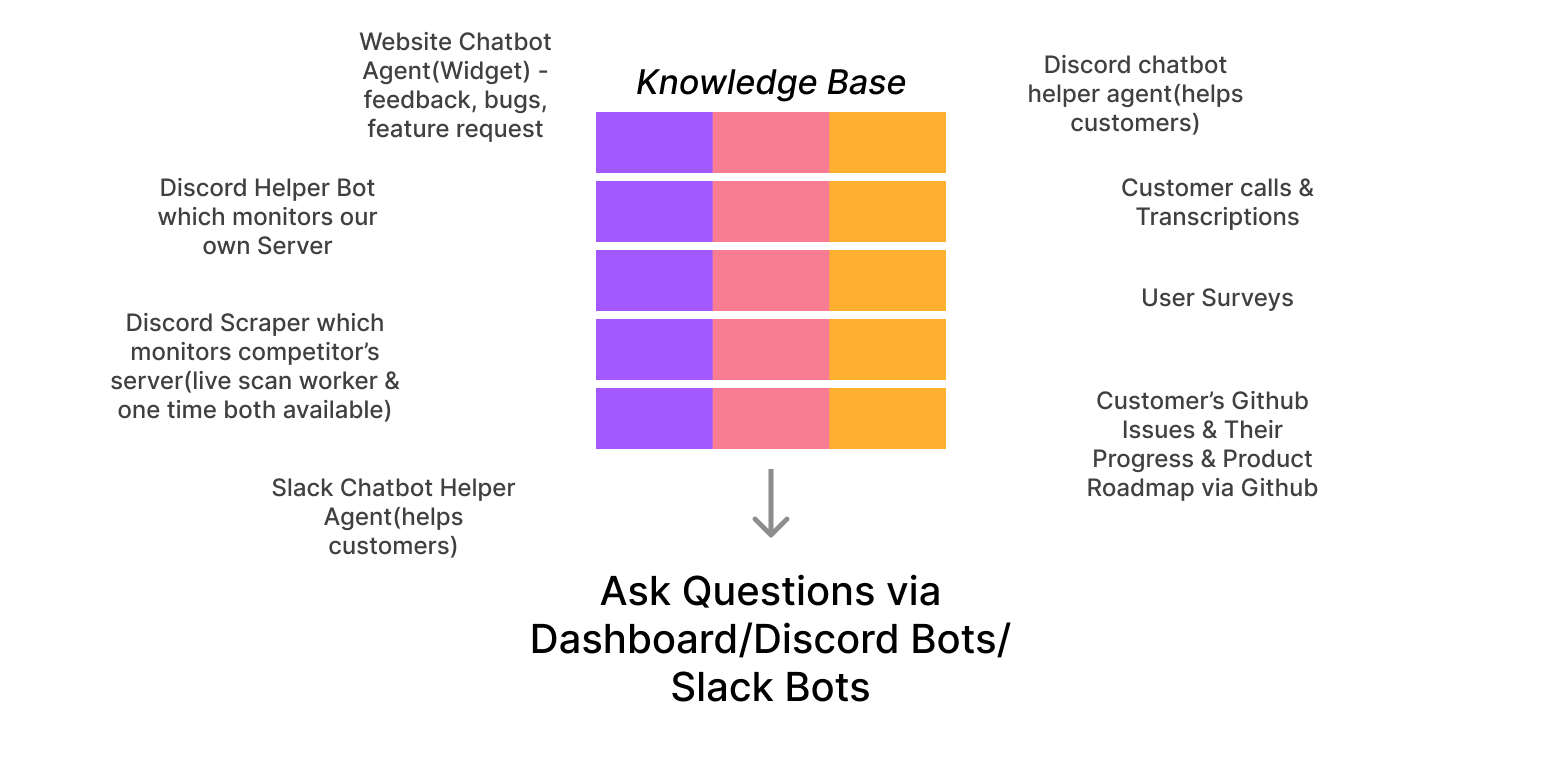 Website Chatbot
Agent(Widget) -
feedback, bugs,
feature request
Knowledge Base
Discord chatbot
helper agent(helps
customers)
Discord Helper Bot
which monitors our
own Server
Customer calls &
Transcriptions
User Surveys
Discord Scraper which
monitors competitor’s
server(live scan worker &
one time both available)
Customer’s Github
Issues & Their
Progress & Product
Roadmap via Github
Slack Chatbot Helper
Agent(helps
customers)
Ask Questions via
Dashboard/Discord Bots/
Slack Bots